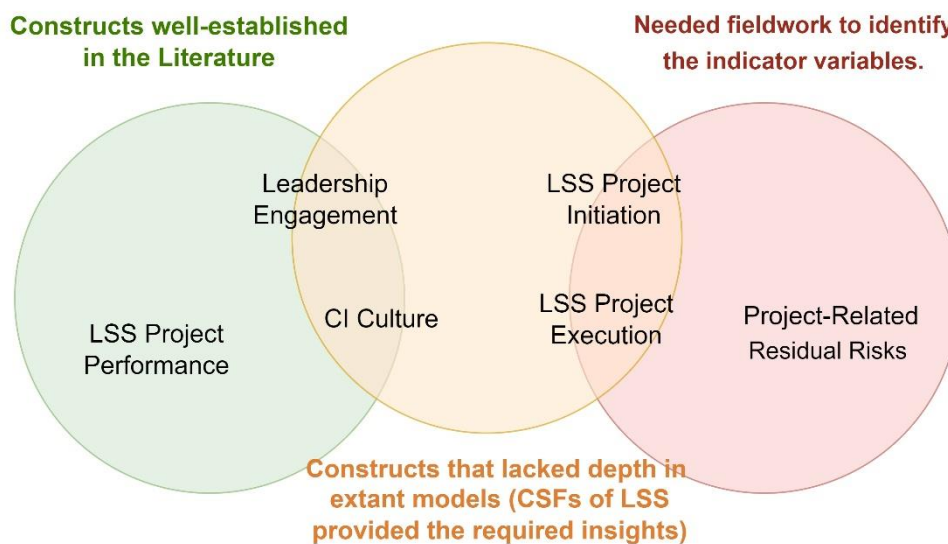 Constructs well-established
in the Literature
Needed fieldwork to identify
the indicator variables.
Leadership
Engagement
LSS Project
Initiation
CI Culture
LSS Project
Execution
LSS Project
Performance
Project-Related
Residual Risks
Constructs that lacked depth in
extant models (CSFs of LSS
provided the required insights)